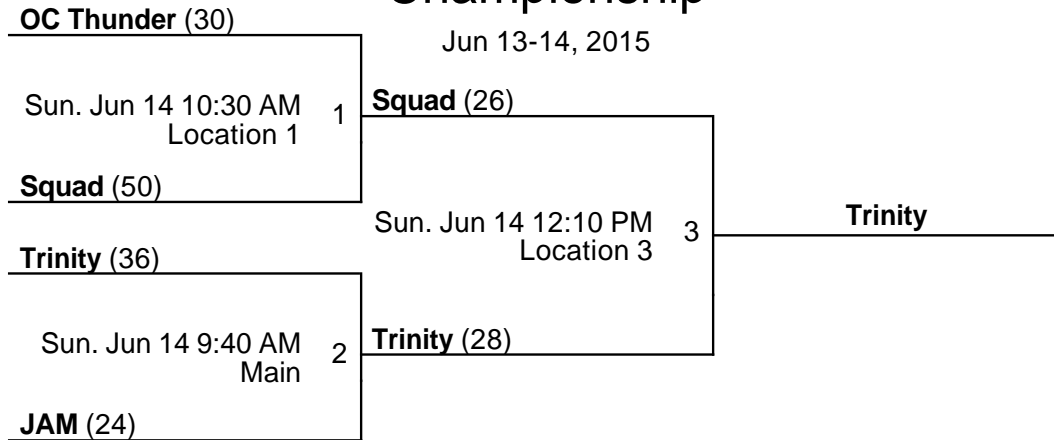 Championship
Jun 13-14, 2015
OC Thunder (30)
Sun. Jun 14 10:30 AM
Location 1
1
Squad (50)
Squad (26)
Sun. Jun 14 12:10 PM
Location 3
3
Trinity
Trinity (36)
Sun. Jun 14 9:40 AM
Main
2
JAM (24)
Trinity (28)